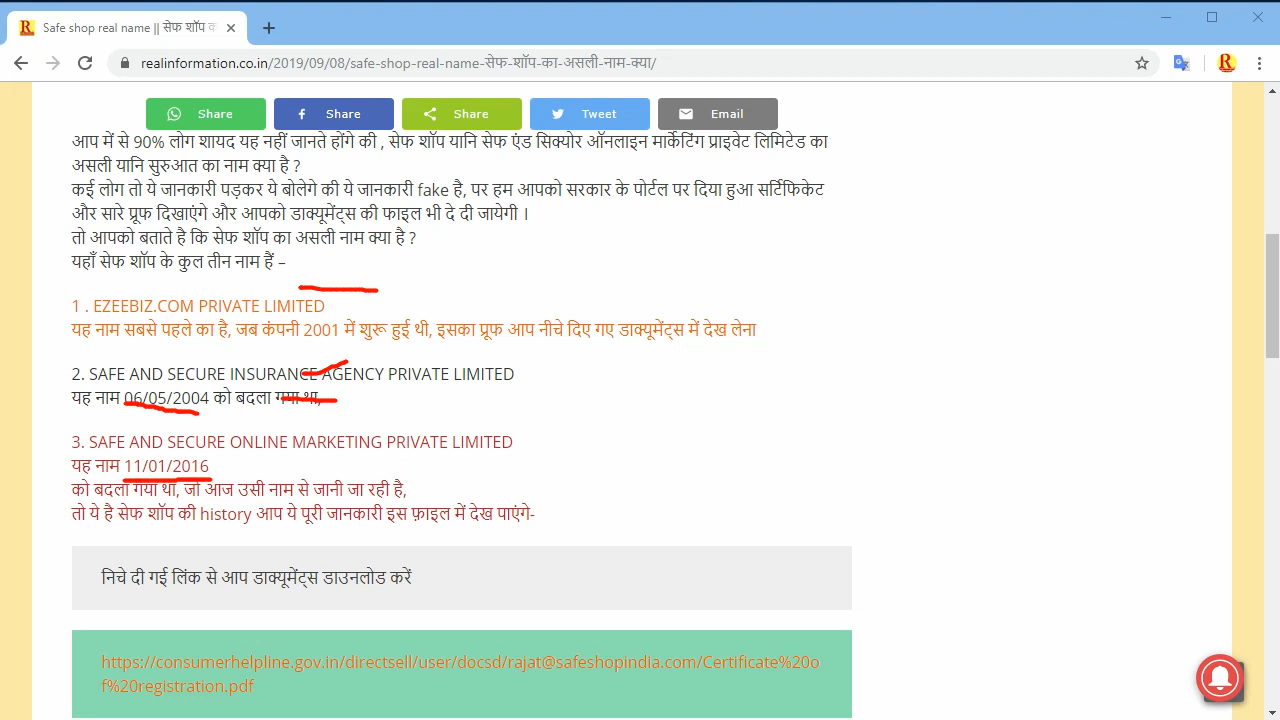 Safe shop real name || सेफ शॉप क
realinformation.co.in/2019/09/08/safe-shop-real-name-सेफ-शॉप-का-असली-नाम-क्या/
Share
Share
Share
Tweet
Email
आप में से 90% लोग शायद यह नहीं जानते होंगे की , सेफ शॉप यानि सेफ एंड सिक्योर ऑनलाइन मार्केटिंग प्राइवेट लिमिटेड का
असली यानि सुरुआत का नाम क्या है ?
कई लोग तो ये जानकारी पड़कर ये बोलेगे की ये जानकारी fake है, पर हम आपको सरकार के पोर्टल पर दिया हुआ सर्टिफिकेट
और सारे प्रूफ दिखाएंगे और आपको डाक्यूमेंट्स की फाइल भी दे दी जायेगी ।
तो आपको बताते है कि सेफ शॉप का असली नाम क्या है ?
यहाँ सेफ शॉप के कुल तीन नाम हैं –
1 . EZEEBIZ.COM PRIVATE LIMITED
यह नाम सबसे पहले का है, जब कंपनी 2001 में शुरू हुई थी, इसका प्रूफ आप नीचे दिए गए डाक्यूमेंट्स में देख लेना
2. SAFE AND SECURE INSURANCE AGENCY PRIVATE LIMITED
यह नाम 06/05/2004 को बदला गया था,
3. SAFE AND SECURE ONLINE MARKETING PRIVATE LIMITED
यह नाम 11/01/2016
को बदला गया था, जो आज उसी नाम से जानी जा रही है,
तो ये है सेफ शॉप की history आप ये पूरी जानकारी इस फ़ाइल में देख पाएंगे-
निचे दी गई लिंक से आप डाक्यूमेंट्स डाउनलोड करें
https://consumerhelpline.gov.in/directsell/user/docsd/rajat@safeshopindia.com/Certificate%20o
f%20registration.pdf